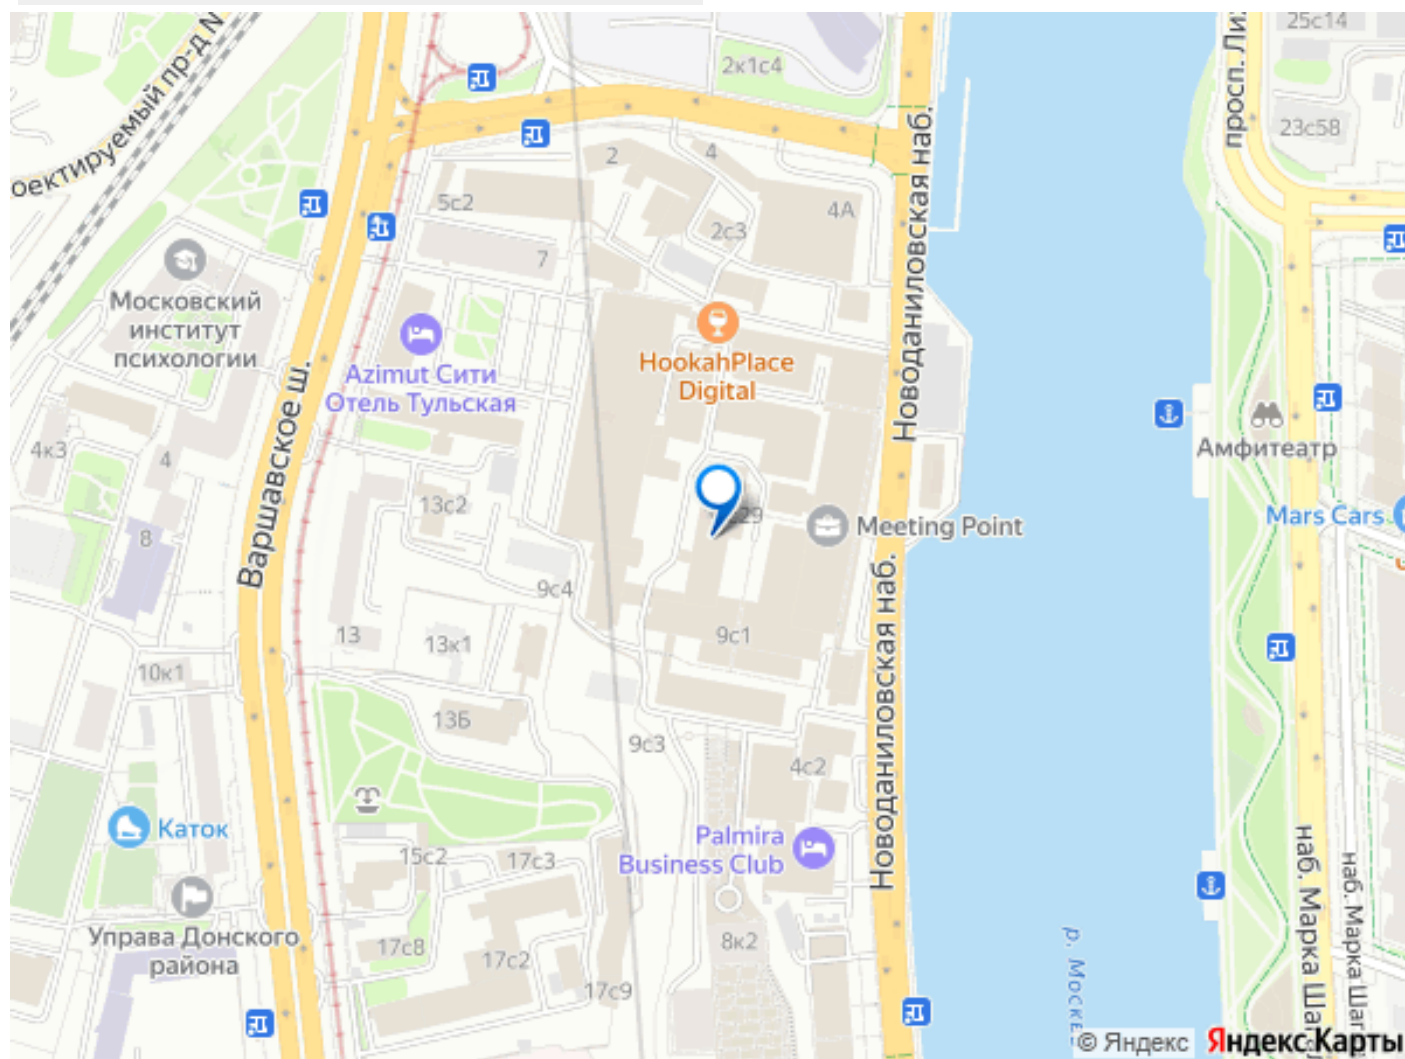 25с14
просп. Ли
2к1с4
оектируемый пр-д N
23с58
Новоданиловская наб.
2
4
5с2
4А
2с3
7
Московский
институт
психологии
HookahPlace
Digital
Azimut Сити
Отель Тульская
Варшавское ш.
4к3
4
Амфитеатр
13с2
29
Meeting Point
Mars Cars
8
9с4
Новоданиловская наб.
9с1
13
13к1
10к1
13Б
9с3
4с2
Каток
Palmira
Business Club
15с2
17с3
наб. Марка Шаг
наб. Марка Шаг
Управа Донского
района
17с8
17с2
8к2
17с9
р. Москв
© Яндекс
Яндекс Карты